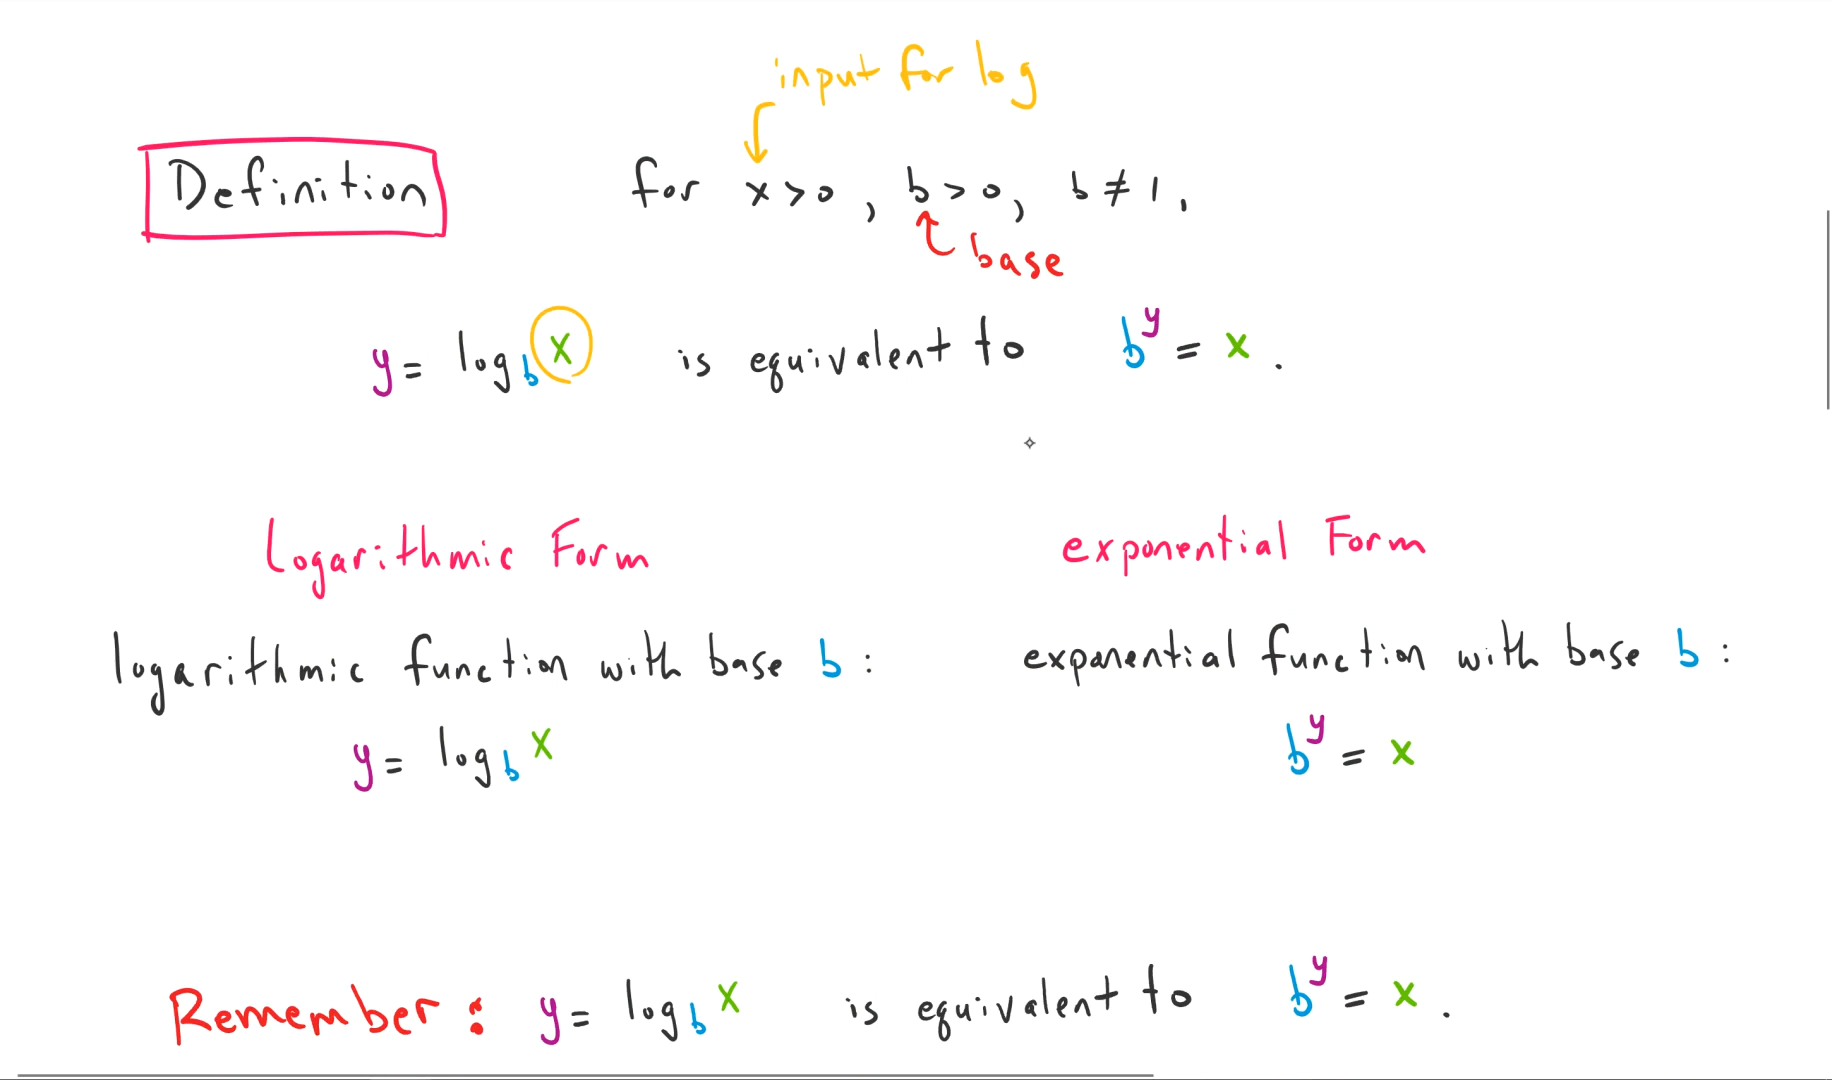 input for log
Definition for x > 0, b > 0, b ≠ 1,
base
y = log_b x is equivalent to b^y = x.
Logarithmic Form exponential Form
logarithmic function with base b: exponential function with base b:
y = log_b x b^y = x
Remember: y = log_b x is equivalent to b^y = x.